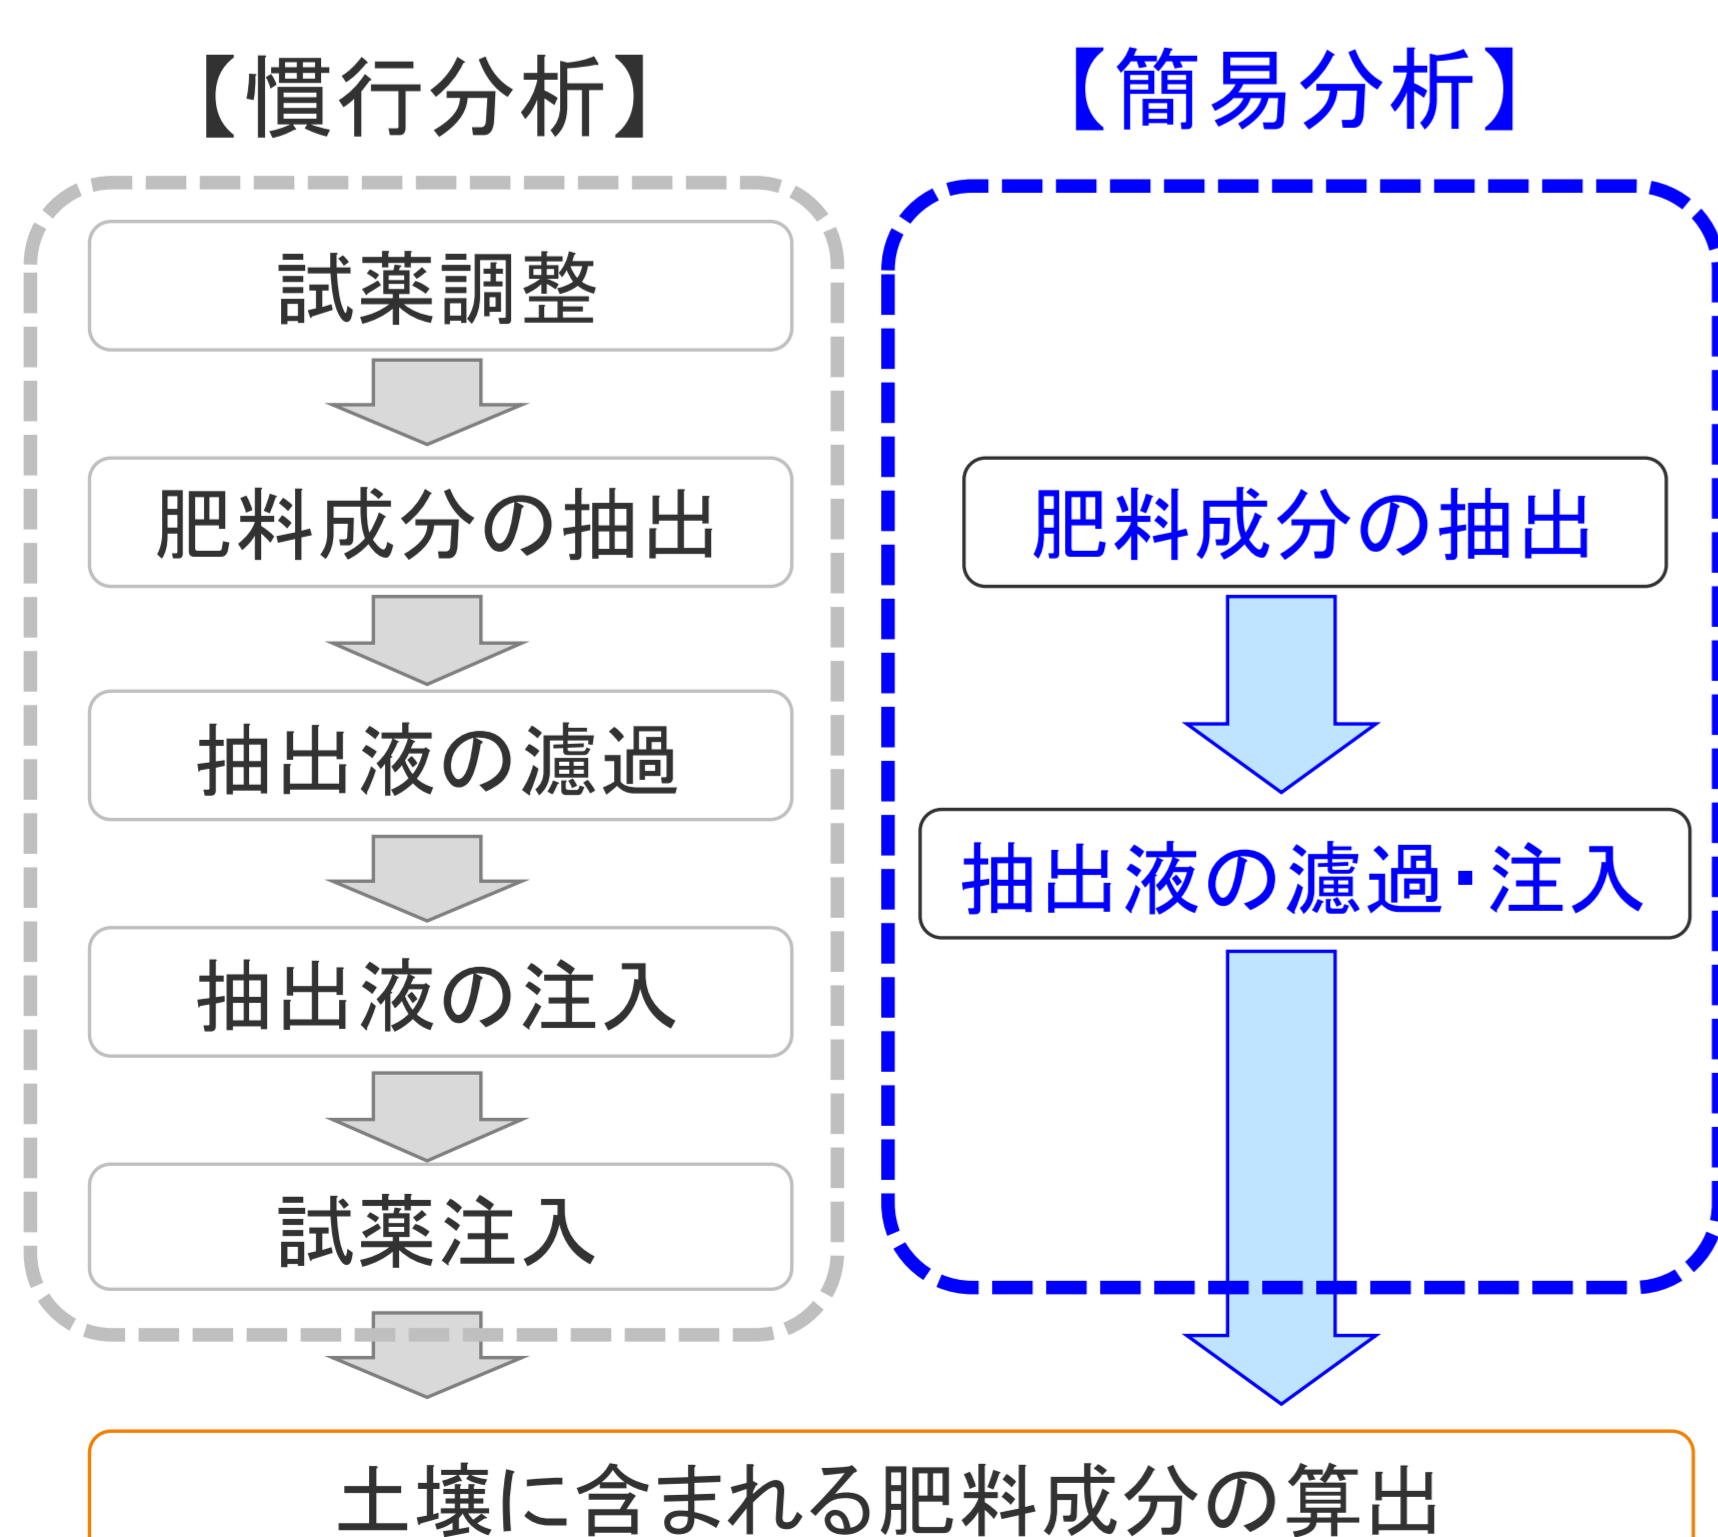 【慣行分析】
試薬調整
肥料成分の抽出
抽出液の濾過
抽出液の注入
試薬注入
【簡易分析】
肥料成分の抽出
抽出液の濾過・注入
土壌に含まれる肥料成分の算出